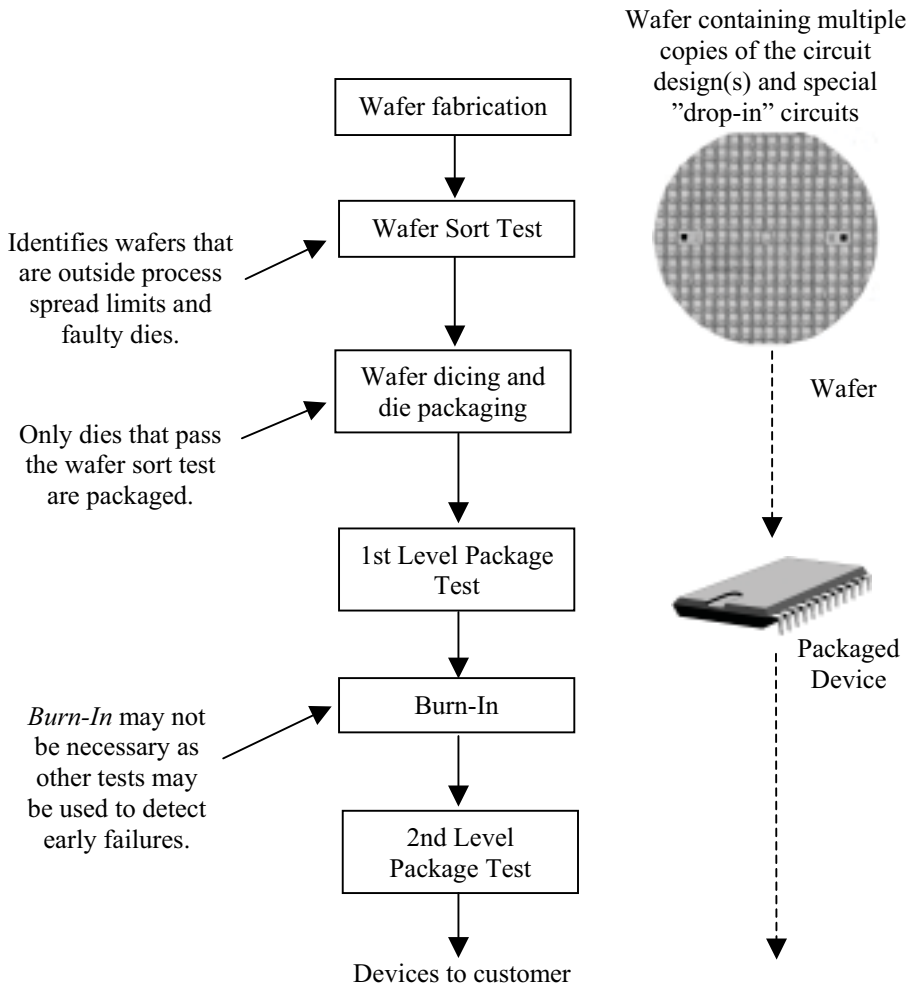 Wafer containing multiple
copies of the circuit
design(s) and special
”drop-in” circuits
Wafer fabrication
Wafer Sort Test
Identifies wafers that
are outside process
spread limits and
faulty dies.
Wafer dicing and
die packaging
Wafer
Only dies that pass
the wafer sort test
are packaged.
1st Level Package
Test
Packaged
Device
Burn-In
Burn-In may not
be necessary as
other tests may
be used to detect
early failures.
2nd Level
Package Test
Devices to customer